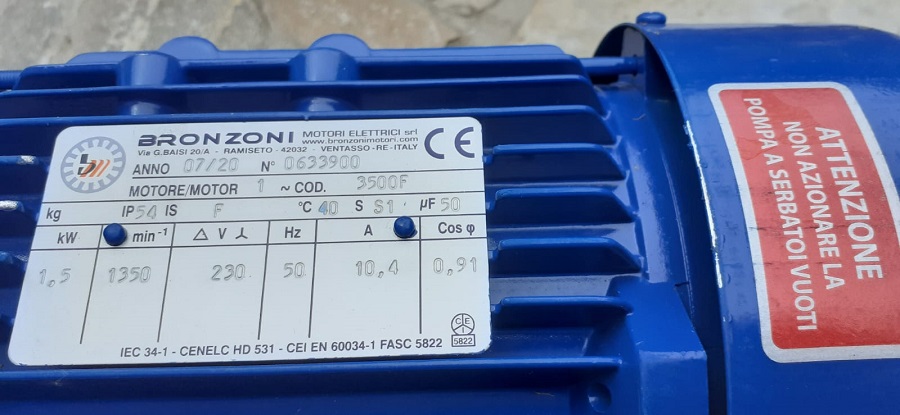 BRONZONI MOTORI ELETTRICI srl
www.bronzonimotori.com
Via G.BAISI 20/A - RAMISETO - 42032 - VENTASSO - RE - ITALY
CE
ANNO 07/20 N° 0633900
MOTORE/MOTOR 1 ~ COD. 3500F
kg IP54 IS F °C 40 S S1 µF 50
kW min⁻¹ △ V ⅄ Hz A Cos φ
1.5 1350 230 50 10.4 0.91
CEI
5822
IEC 34-1 - CENELC HD 531 - CEI EN 60034-1 FASC 5822
ATTENZIONE
NON AZIONARE LA
POMPA A SERBATOI VUOTI